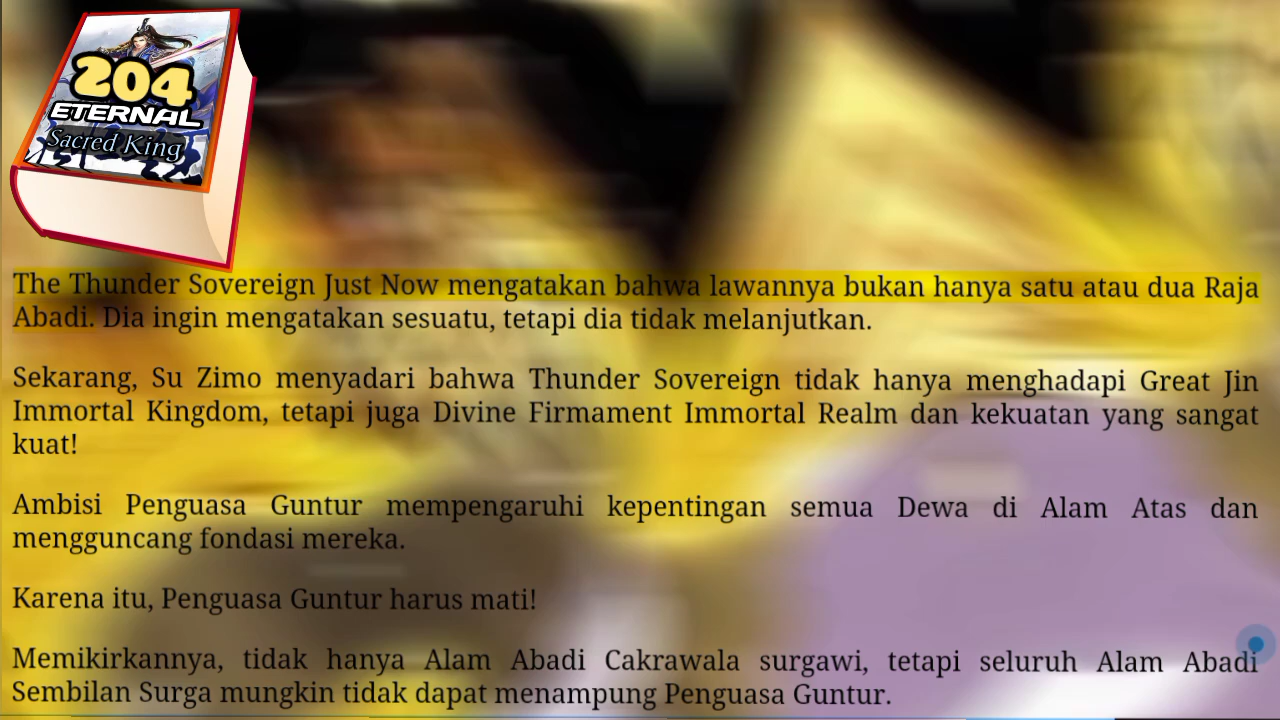 204
ETERNAL
Sacred King
The Thunder Sovereign Just Now mengatakan bahwa lawannya bukan hanya satu atau dua Raja
Abadi. Dia ingin mengatakan sesuatu, tetapi dia tidak melanjutkan.
Sekarang, Su Zimo menyadari bahwa Thunder Sovereign tidak hanya menghadapi Great Jin
Immortal Kingdom, tetapi juga Divine Firmament Immortal Realm dan kekuatan yang sangat
kuat!
Ambisi Penguasa Guntur mempengaruhi kepentingan semua Dewa di Alam Atas dan
mengguncang fondasi mereka.
Karena itu, Penguasa Guntur harus mati!
Memikirkannya, tidak hanya Alam Abadi Cakrawala surgawi, tetapi seluruh Alam Abadi
Sembilan Surga mungkin tidak dapat menampung Penguasa Guntur.